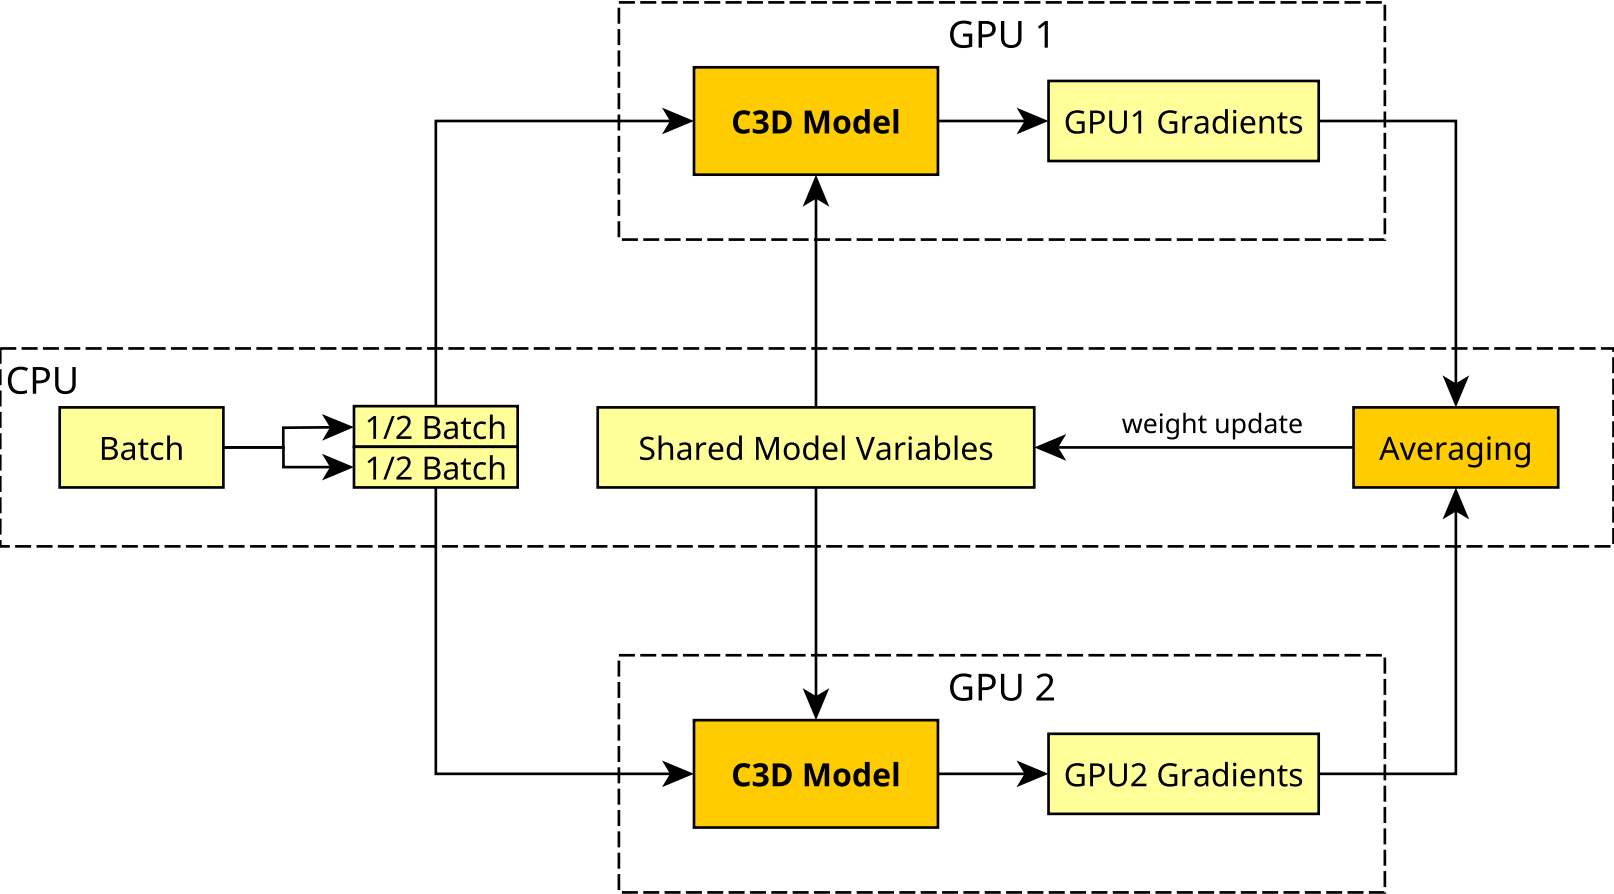 GPU 1
C3D Model
GPU1 Gradients
CPU
Batch
1/2 Batch
1/2 Batch
Shared Model Variables
weight update
Averaging
GPU 2
C3D Model
GPU2 Gradients